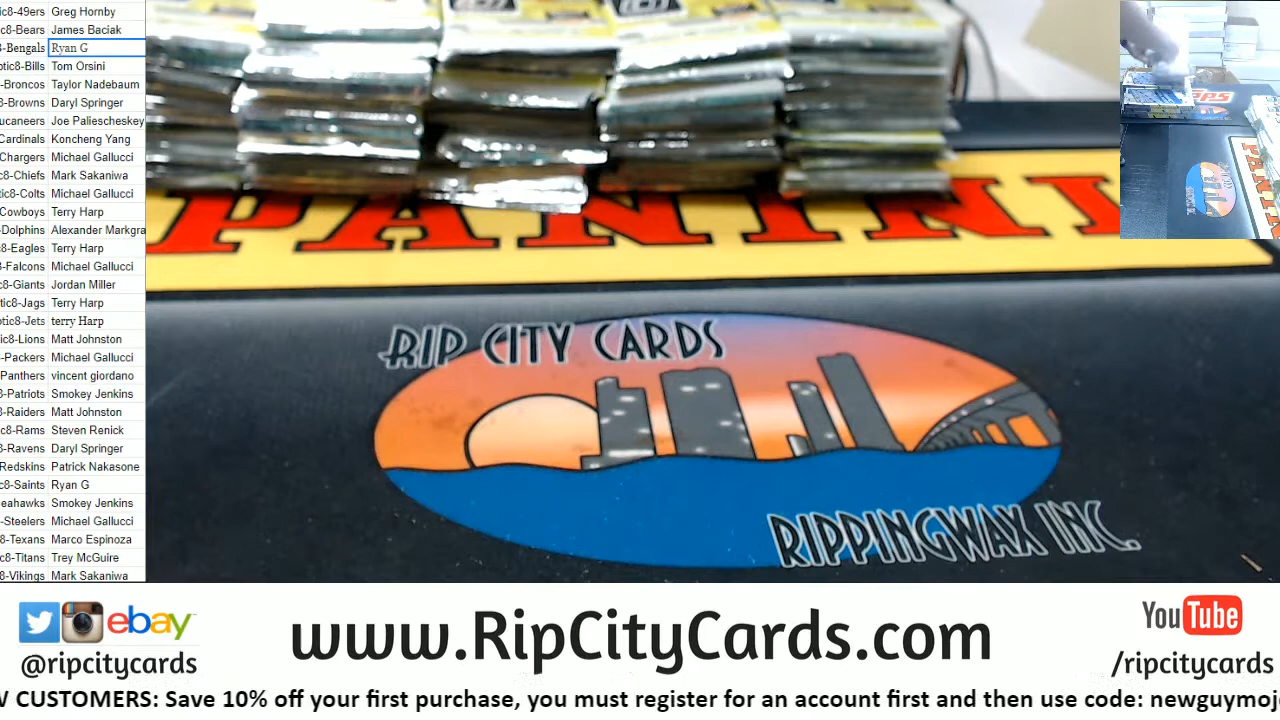 ic8-49ers Greg Hornby
c8-Bears James Baciak
-Bengals Ryan G
otic8-Bills Tom Orsini
-Broncos Taylor Nadebaum
8-Browns Daryl Springer
ucaneers Joe Paliescheskey
Cardinals Koncheng Yang
Chargers Michael Gallucci
c8-Chiefs Mark Sakaniwa
tic8-Colts Michael Gallucci
Cowboys Terry Harp
-Dolphins Alexander Markgra
c8-Eagles Terry Harp
-Falcons Michael Gallucci
c8-Giants Jordan Miller
tic8-Jags Terry Harp
otic8-Jets terry Harp
ic8-Lions Matt Johnston
-Packers Michael Gallucci
Panthers vincent giordano
8-Patriots Smokey Jenkins
-Raiders Matt Johnston
c8-Rams Steven Renick
-Ravens Daryl Springer
Redskins Patrick Nakasone
c8-Saints Ryan G
eahawks Smokey Jenkins
-Steelers Michael Gallucci
8-Texans Marco Espinoza
c8-Titans Trey McGuire
8-Vikings Mark Sakaniwa
PANINI
RIP CITY CARDS
RIPPINGWAX INC.
PANIN
ebay
@ripcitycards
www.RipCityCards.com
YouTube
/ripcitycards
CUSTOMERS: Save 10% off your first purchase, you must register for an account first and then use code: newguymoj